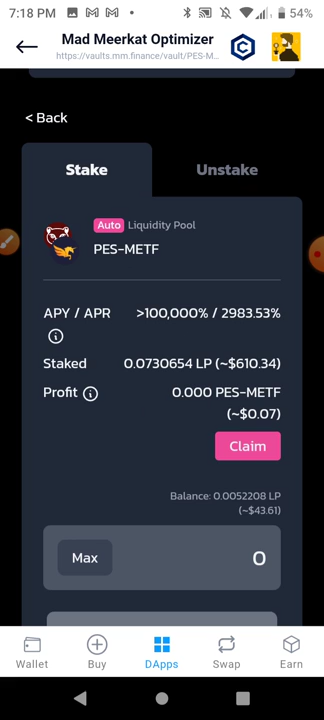 7:18 PM
54%
Mad Meerkat Optimizer
https://vaults.mm.finance/vault/PES-M...
< Back
Stake
Unstake
Auto Liquidity Pool
PES-METF
APY / APR >100,000% / 2983.53%
Staked 0.0730654 LP (~$610.34)
Profit 0.000 PES-METF
(~$0.07)
Claim
Balance: 0.0052208 LP
(~$43.61)
Max 0
Wallet
Buy
DApps
Swap
Earn